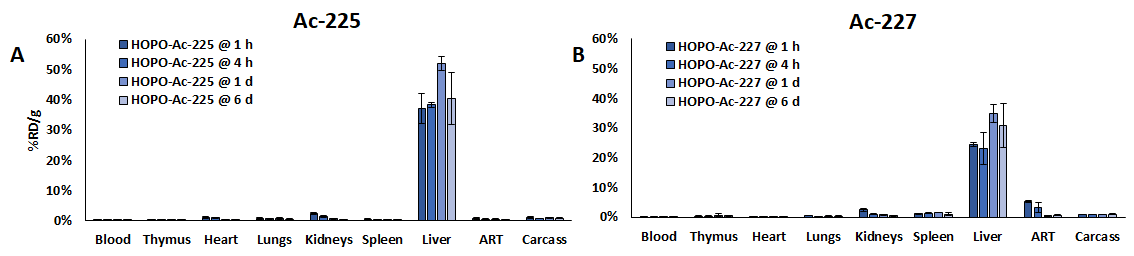 Ac-225
A
%RD/g
60%
50%
40%
30%
20%
10%
0%
HOPO-Ac-225 @ 1 h
HOPO-Ac-225 @ 4 h
HOPO-Ac-225 @ 1 d
HOPO-Ac-225 @ 6 d
Blood Thymus Heart Lungs Kidneys Spleen Liver ART Carcass
Ac-227
B
60%
50%
40%
30%
20%
10%
0%
HOPO-Ac-227 @ 1 h
HOPO-Ac-227 @ 4 h
HOPO-Ac-227 @ 1 d
HOPO-Ac-227 @ 6 d
Blood Thymus Heart Lungs Kidneys Spleen Liver ART Carcass